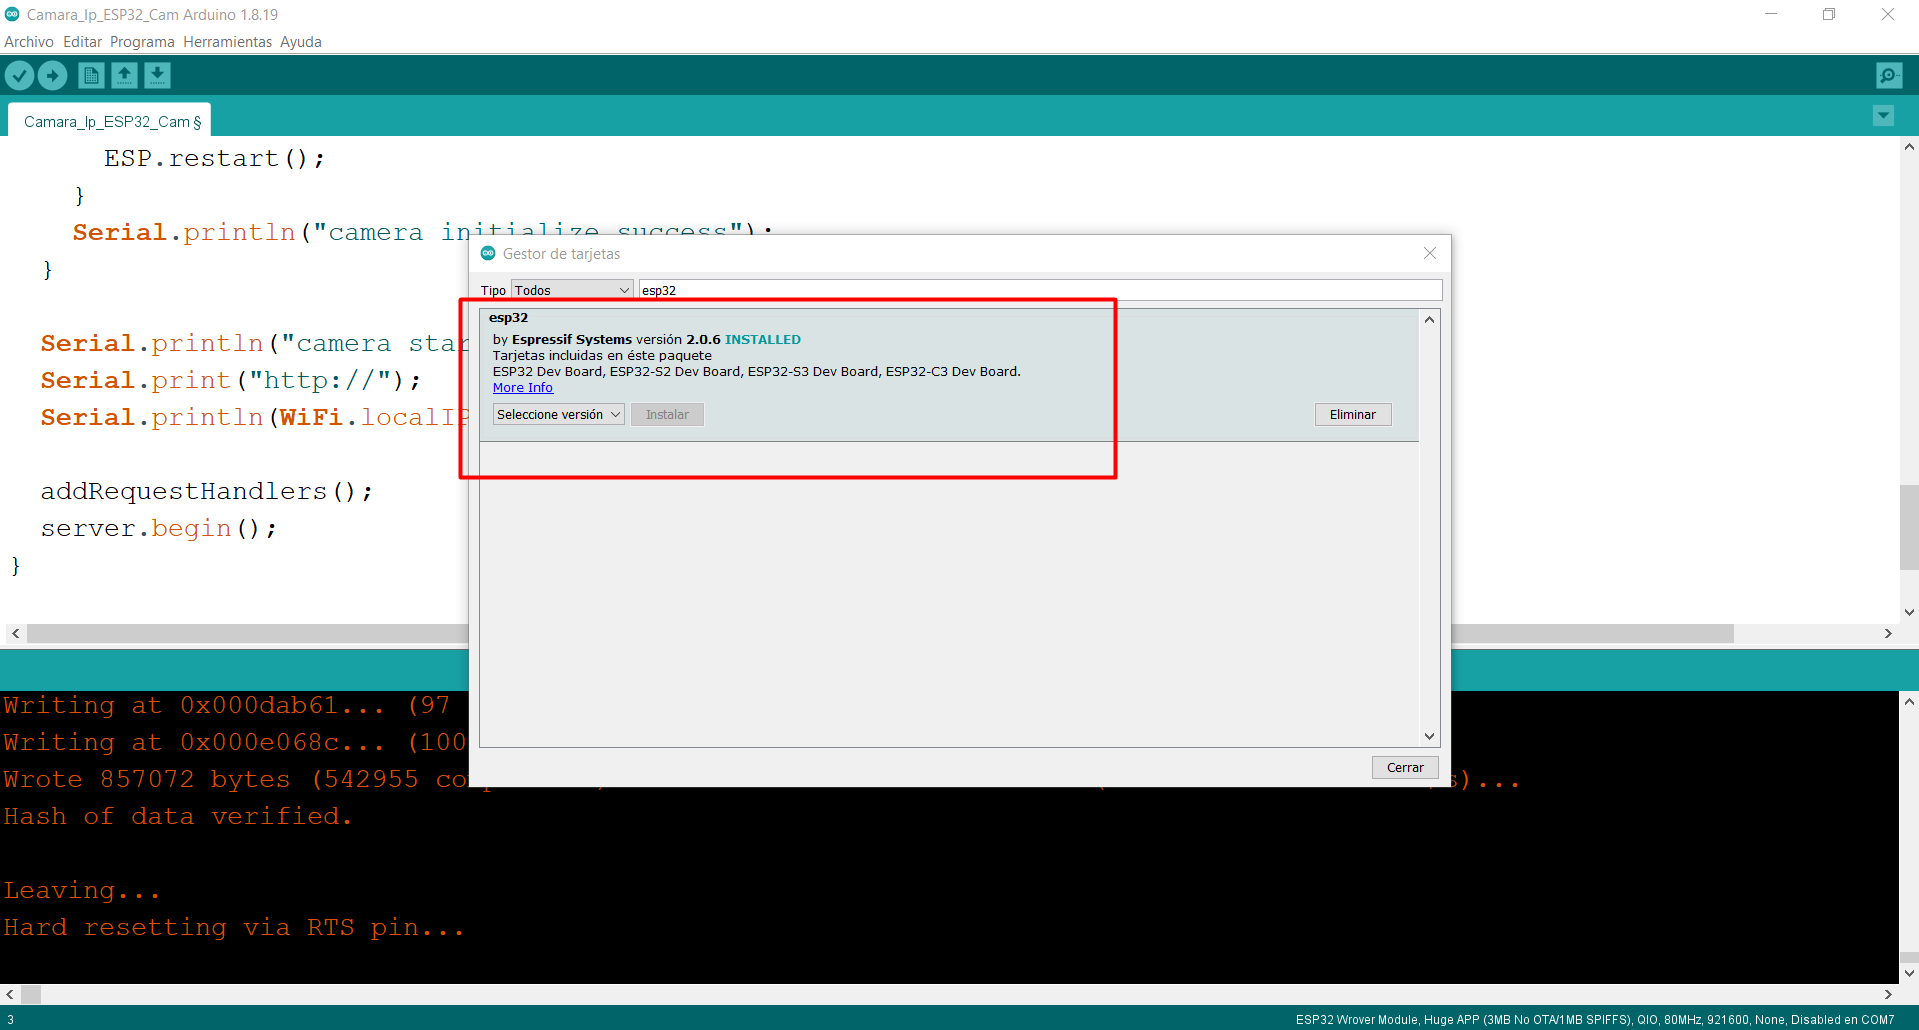 Camara_Ip_ESP32_Cam Arduino 1.8.19
Archivo Editar Programa Herramientas Ayuda
Camara_Ip_ESP32_Cam §
ESP.restart();
}
Serial.println("camera initialize success");
}
Serial.println("camera star
Serial.print("http://");
Serial.println(WiFi.localIP
addRequestHandlers();
server.begin();
}
Gestor de tarjetas
Tipo Todos esp32
esp32
by Espressif Systems versión 2.0.6 INSTALLED
Tarjetas incluidas en éste paquete
ESP32 Dev Board, ESP32-S2 Dev Board, ESP32-S3 Dev Board, ESP32-C3 Dev Board.
More Info
Seleccione versión Instalar Eliminar
Cerrar
Writing at 0x000dab61... (97
Writing at 0x000e068c... (100
Wrote 857072 bytes (542955 co s)...
Hash of data verified.
Leaving...
Hard resetting via RTS pin...
3 ESP32 Wrover Module, Huge APP (3MB No OTA/1MB SPIFFS), QIO, 80MHz, 921600, None, Disabled en COM7